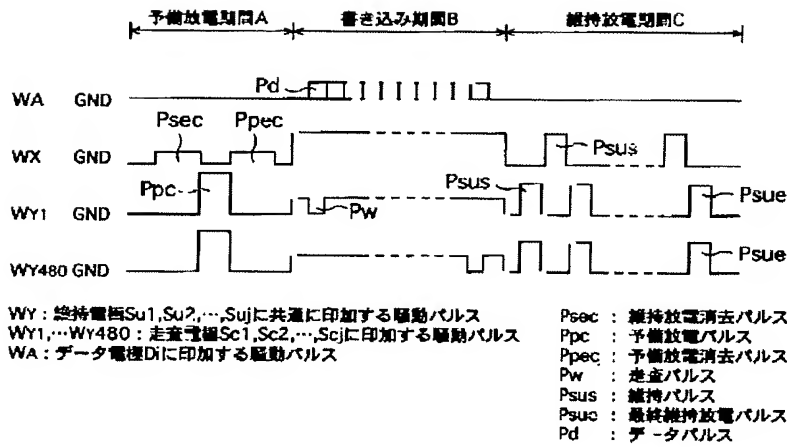 予備放電期間A 書き込み期間B 維持放電期間C
WA GND Pd
Psec Ppec
WX GND Psus
Ppc Psus Psue
WY1 GND Pw
WY480 GND Psue
WY:維持電極Su1,Su2,…,Sujに共通に印加する駆動パルス
WY1,…WY480:走査電極Sc1,Sc2,…,Scjに印加する駆動パルス
WA:データ電極Diに印加する駆動パルス
Psec : 維持放電消去パルス
Ppc : 予備放電パルス
Ppec : 予備放電消去パルス
Pw : 走査パルス
Psus : 維持パルス
Psue : 最終維持放電パルス
Pd : データパルス